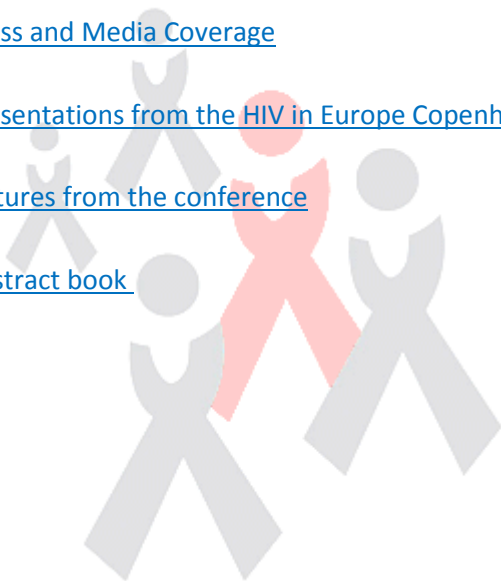 ss and Media Coverage
sentations from the HIV in Europe Copenh
tures from the conference
stract book